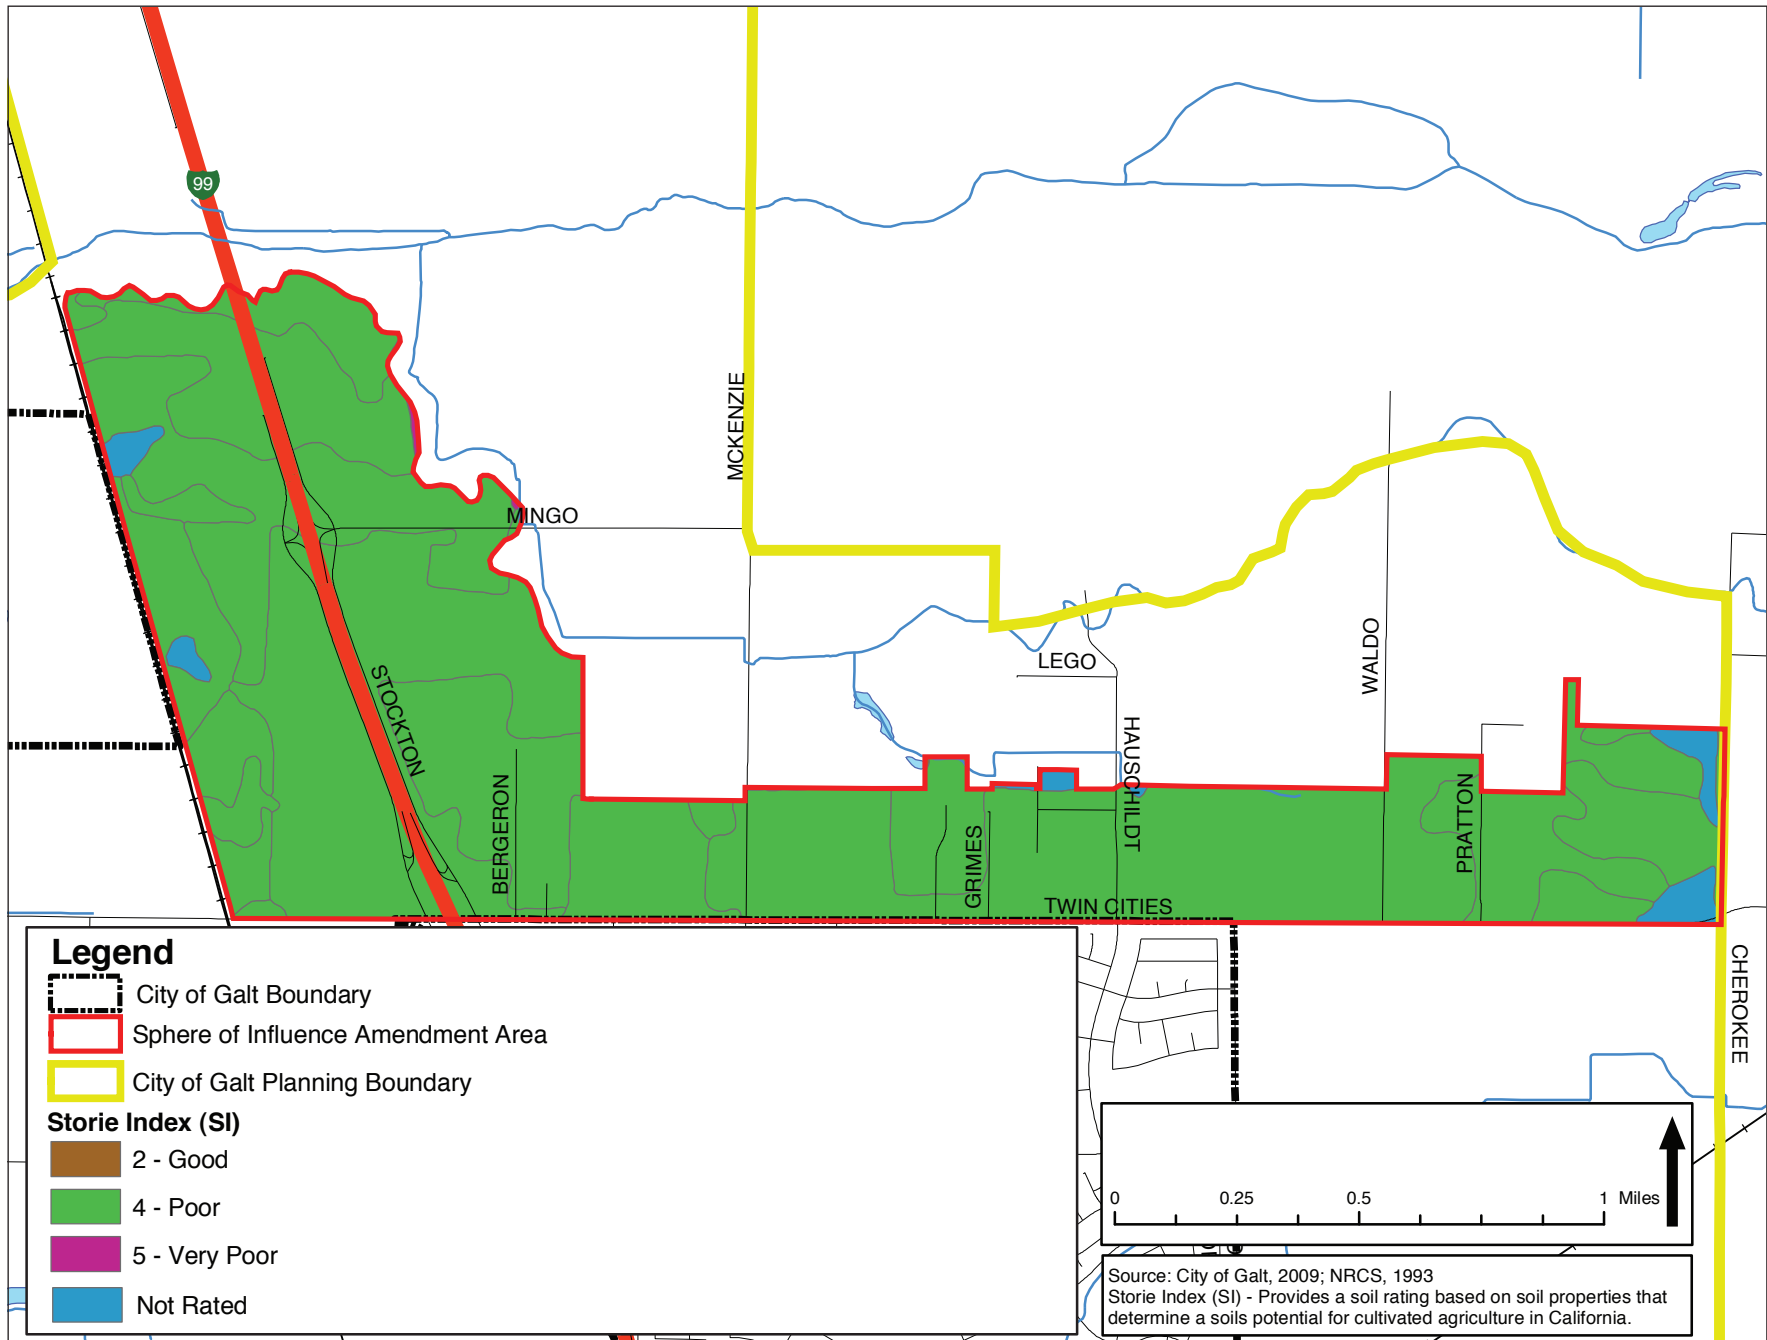 99
MCKENZIE
MINGO
STOCKTON
LEGO
WALDO
HAUSCHILDT
BERGERON
GRIMES
PRATTON
TWIN CITIES
CHEROKEE
Legend
City of Galt Boundary
Sphere of Influence Amendment Area
City of Galt Planning Boundary
Storie Index (SI)
2 - Good
4 - Poor
5 - Very Poor
Not Rated
0 0.25 0.5 1 Miles
Source: City of Galt, 2009; NRCS, 1993
Storie Index (SI) - Provides a soil rating based on soil properties that
determine a soils potential for cultivated agriculture in California.